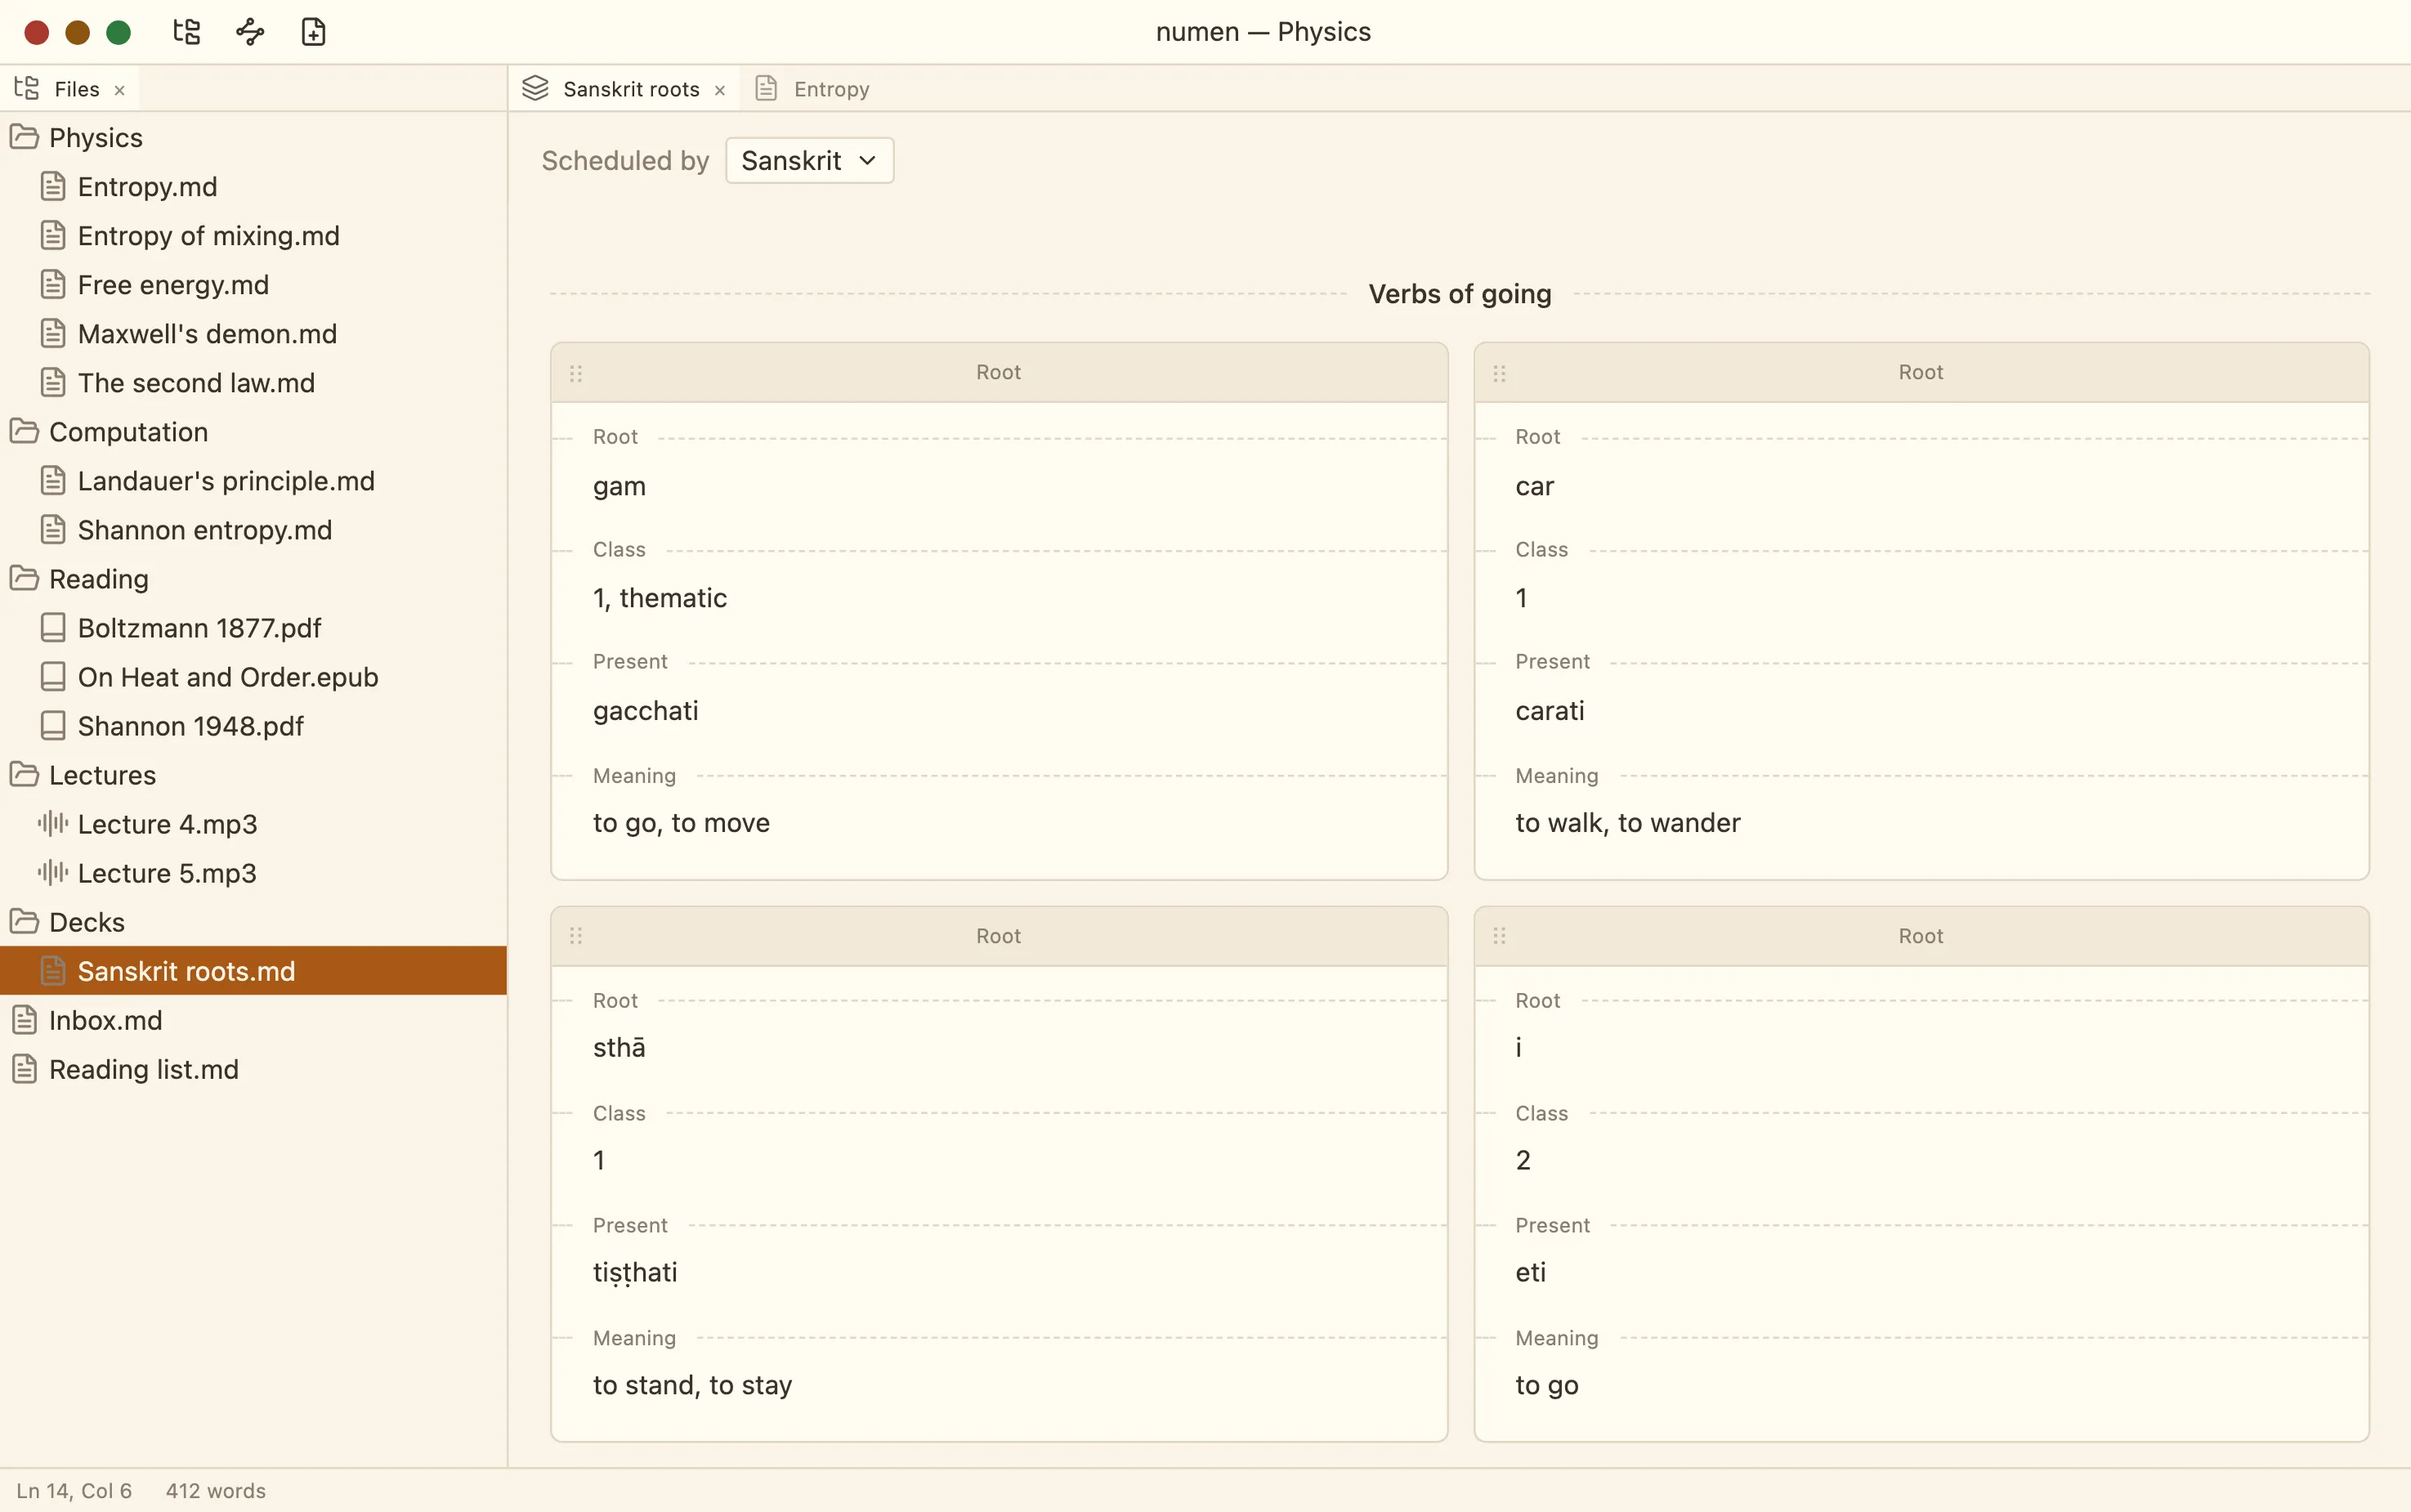 numen — Physics
Files
Sanskrit roots
Entropy
Physics
Entropy.md
Entropy of mixing.md
Free energy.md
Maxwell's demon.md
The second law.md
Computation
Landauer's principle.md
Shannon entropy.md
Reading
Boltzmann 1877.pdf
On Heat and Order.epub
Shannon 1948.pdf
Lectures
Lecture 4.mp3
Lecture 5.mp3
Decks
Sanskrit roots.md
Inbox.md
Reading list.md
Scheduled by Sanskrit
Verbs of going
Root
Root
gam
Class
1, thematic
Present
gacchati
Meaning
to go, to move
Root
Root
car
Class
1
Present
carati
Meaning
to walk, to wander
Root
Root
sthā
Class
1
Present
tiṣṭhati
Meaning
to stand, to stay
Root
Root
i
Class
2
Present
eti
Meaning
to go
Ln 14, Col 6 412 words